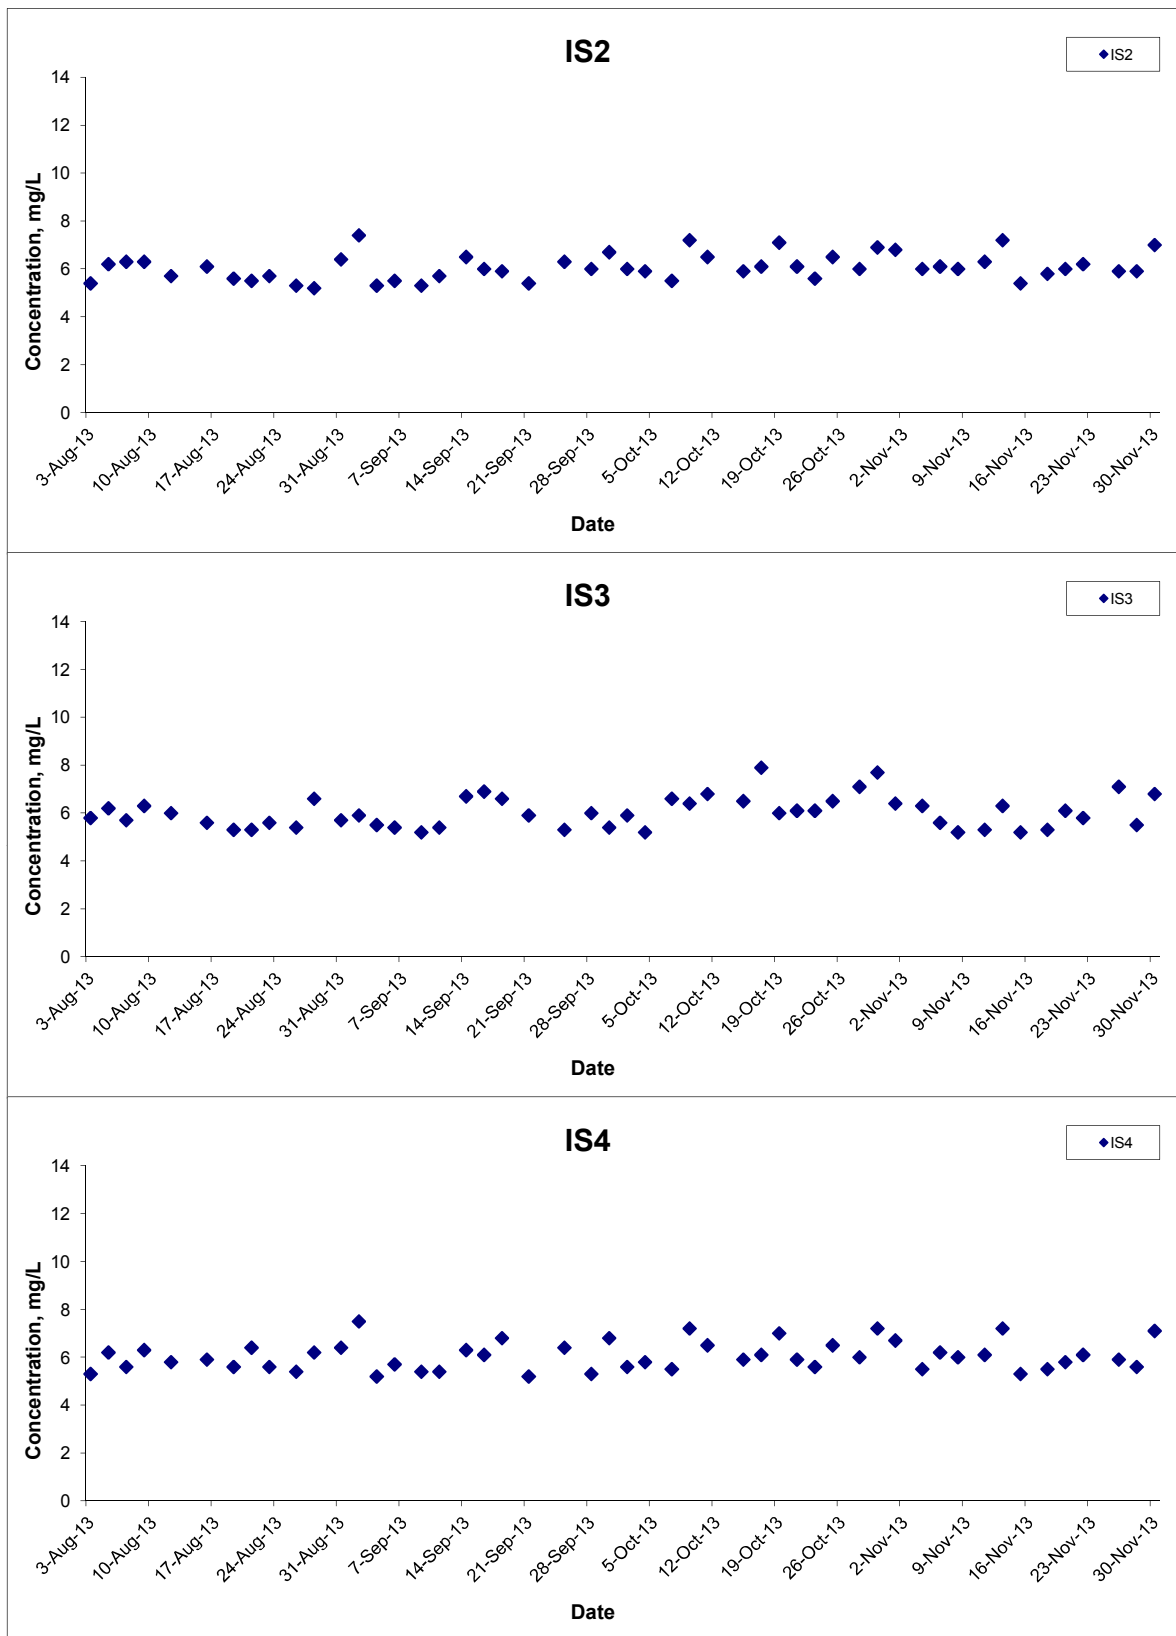 IS2
IS2
14
12
10
8
6
4
2
0
Concentration, mg/L
3-Aug-13
10-Aug-13
17-Aug-13
24-Aug-13
31-Aug-13
7-Sep-13
14-Sep-13
21-Sep-13
28-Sep-13
5-Oct-13
12-Oct-13
19-Oct-13
26-Oct-13
2-Nov-13
9-Nov-13
16-Nov-13
23-Nov-13
30-Nov-13
Date
IS3
IS3
14
12
10
8
6
4
2
0
Concentration, mg/L
3-Aug-13
10-Aug-13
17-Aug-13
24-Aug-13
31-Aug-13
7-Sep-13
14-Sep-13
21-Sep-13
28-Sep-13
5-Oct-13
12-Oct-13
19-Oct-13
26-Oct-13
2-Nov-13
9-Nov-13
16-Nov-13
23-Nov-13
30-Nov-13
Date
IS4
IS4
14
12
10
8
6
4
2
0
Concentration, mg/L
3-Aug-13
10-Aug-13
17-Aug-13
24-Aug-13
31-Aug-13
7-Sep-13
14-Sep-13
21-Sep-13
28-Sep-13
5-Oct-13
12-Oct-13
19-Oct-13
26-Oct-13
2-Nov-13
9-Nov-13
16-Nov-13
23-Nov-13
30-Nov-13
Date